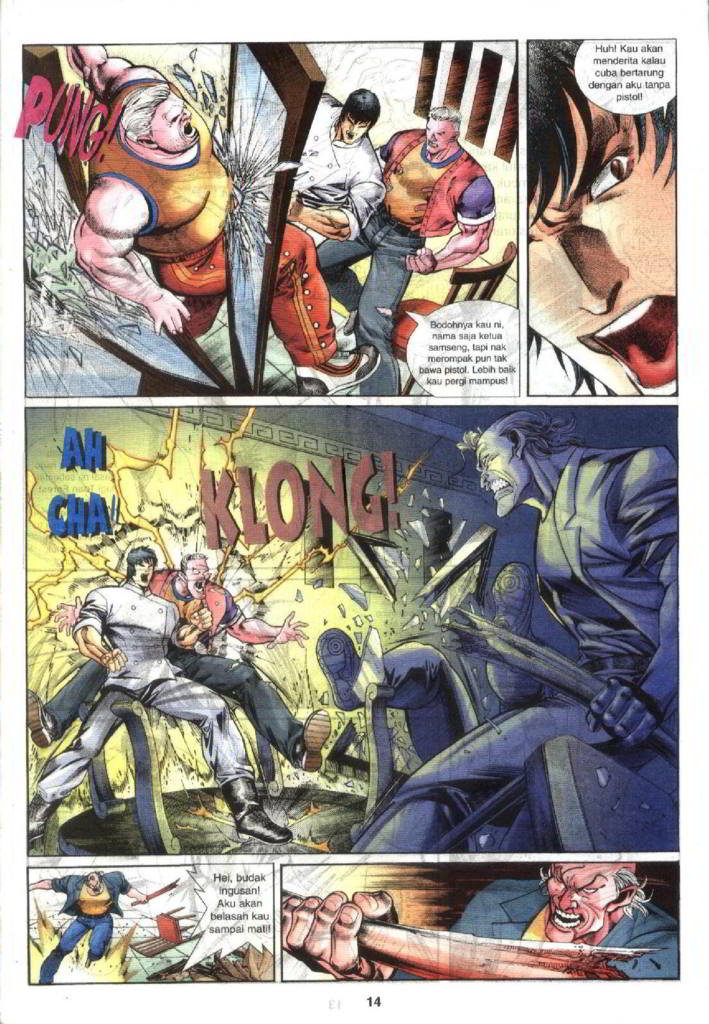 PUNG!
Bodohnya kau ni,
nama saja ketua
samseng, tapi nak
merompak pun tak
bawa pistol. Lebih baik
kau pergi mampus!
Huh! Kau akan
menderita kalau
cuba bertarung
dengan aku tanpa
pistol!
AH
CHA!
KLONG!
Hei, budak
ingusan!
Aku akan
belasah kau
sampai mati!
14